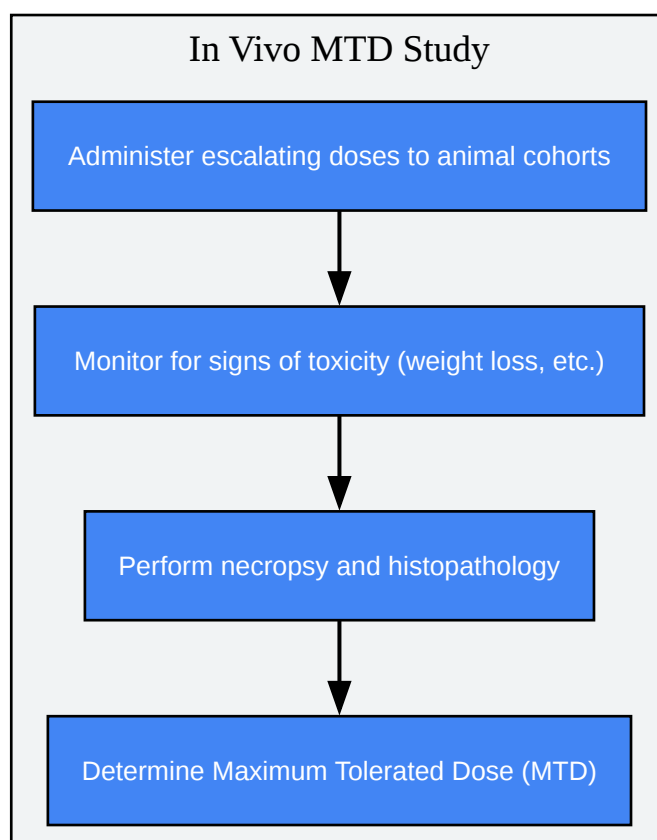 In Vivo MTD Study
Administer escalating doses to animal cohorts
Monitor for signs of toxicity (weight loss, etc.)
Perform necropsy and histopathology
Determine Maximum Tolerated Dose (MTD)